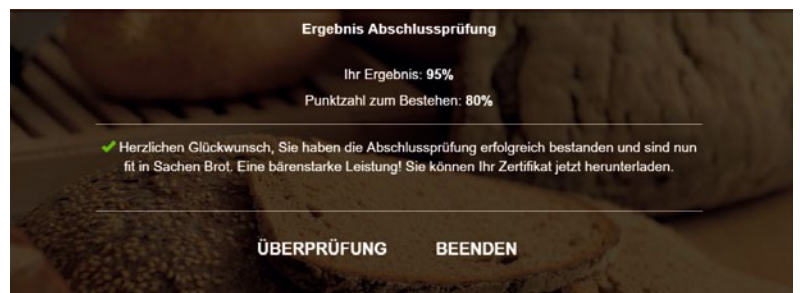 Ergebnis Abschlussprüfung
Ihr Ergebnis: 95%
Punktzahl zum Bestehen: 80%
Herzlichen Glückwunsch, Sie haben die Abschlussprüfung erfolgreich bestanden und sind nun
fit in Sachen Brot. Eine bärenstarke Leistung! Sie können Ihr Zertifikat jetzt herunterladen.
ÜBERPRÜFUNG BEENDEN